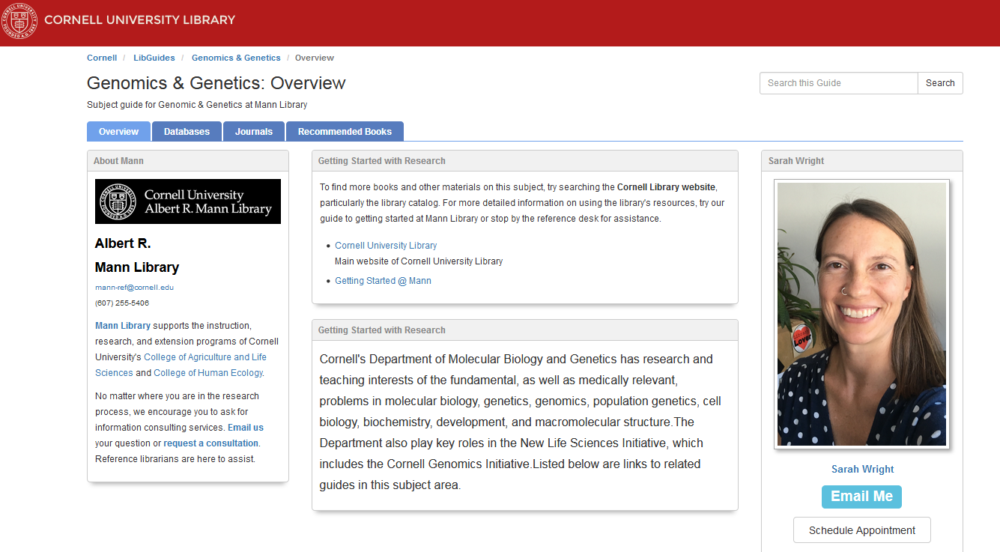 CORNELL UNIVERSITY LIBRARY
Cornell / LibGuides / Genomics & Genetics / Overview
Genomics & Genetics: Overview
Search this Guide Search
Subject guide for Genomic & Genetics at Mann Library
Overview Databases Journals Recommended Books
About Mann
Cornell University
Albert R. Mann Library
Albert R.
Mann Library
mann-ref@cornell.edu
(607) 255-5406
Mann Library supports the instruction,
research, and extension programs of Cornell
University's College of Agriculture and Life
Sciences and College of Human Ecology.
No matter where you are in the research
process, we encourage you to ask for
information consulting services. Email us
your question or request a consultation.
Reference librarians are here to assist.
Getting Started with Research
To find more books and other materials on this subject, try searching the Cornell Library website,
particularly the library catalog. For more detailed information on using the library's resources, try our
guide to getting started at Mann Library or stop by the reference desk for assistance.
Cornell University Library
Main website of Cornell University Library
Getting Started @ Mann
Getting Started with Research
Cornell's Department of Molecular Biology and Genetics has research and
teaching interests of the fundamental, as well as medically relevant,
problems in molecular biology, genetics, genomics, population genetics, cell
biology, biochemistry, development, and macromolecular structure.The
Department also play key roles in the New Life Sciences Initiative, which
includes the Cornell Genomics Initiative.Listed below are links to related
guides in this subject area.
Sarah Wright
Lover
Sarah Wright
Email Me
Schedule Appointment